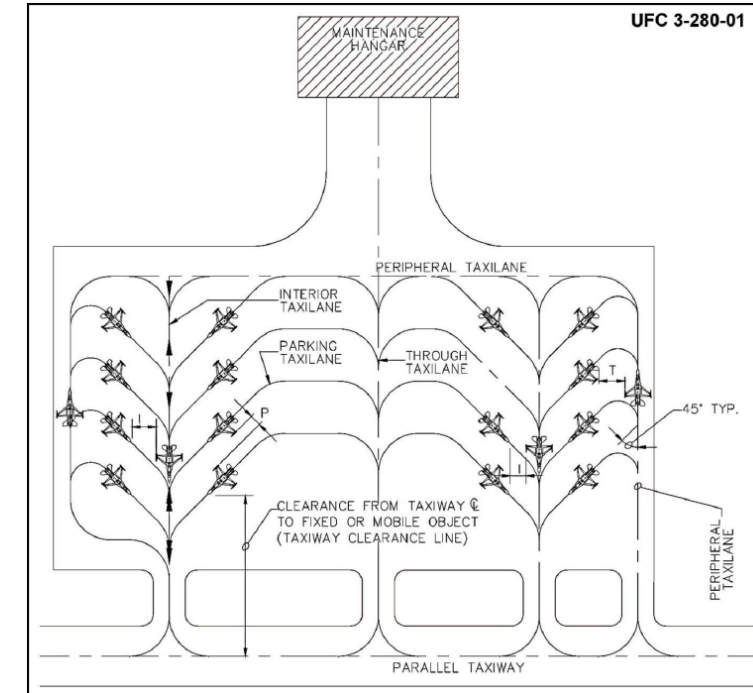 UFC 3-280-01
MAINTENANCE
HANGAR
PERIPHERAL TAXILANE
INTERIOR
TAXILANE
PARKING
TAXILANE
THROUGH
TAXILANE
T
I
P
45° TYP.
I
CLEARANCE FROM TAXIWAY ℄
TO FIXED OR MOBILE OBJECT
(TAXIWAY CLEARANCE LINE)
PERIPHERAL
TAXILANE
PARALLEL TAXIWAY